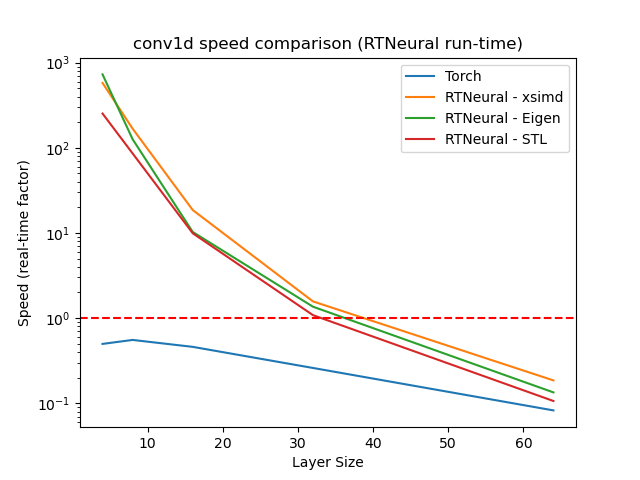 conv1d speed comparison (RTNeural run-time)
Torch
RTNeural - xsimd
RTNeural - Eigen
RTNeural - STL
Speed (real-time factor)
10³
10²
10¹
10⁰
10⁻¹
10 20 30 40 50 60
Layer Size